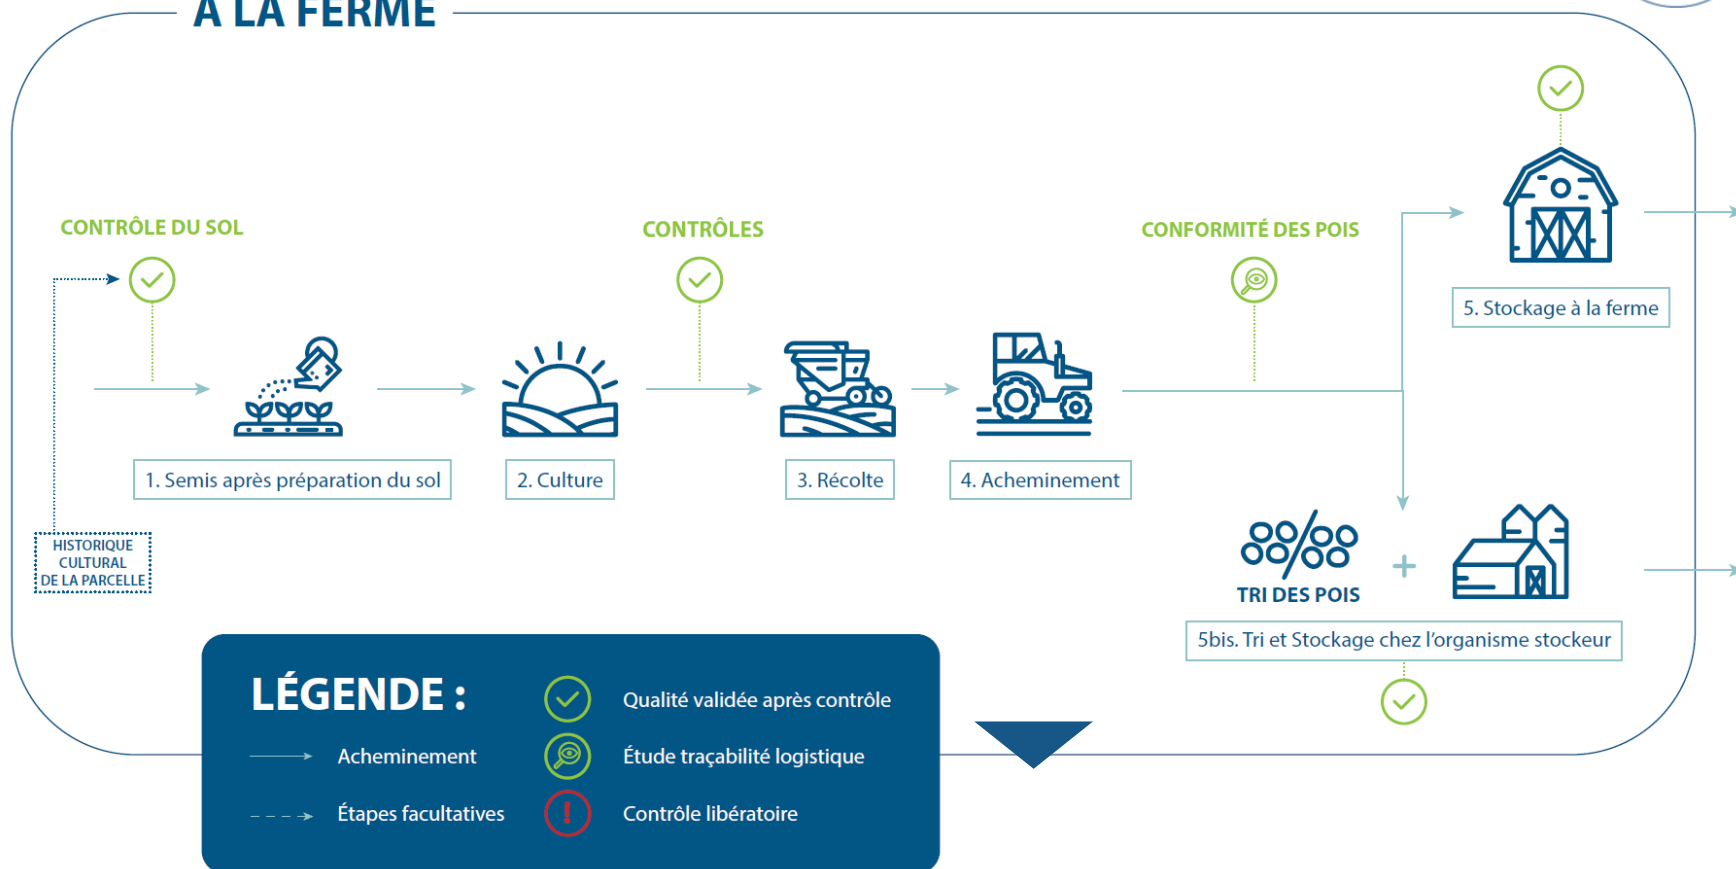 À LA FERME
CONTRÔLE DU SOL
CONTRÔLES
CONFORMITÉ DES POIS
5. Stockage à la ferme
1. Semis après préparation du sol
2. Culture
3. Récolte
4. Acheminement
HISTORIQUE
CULTURAL
DE LA PARCELLE
TRI DES POIS
5bis. Tri et Stockage chez l'organisme stockeur
LÉGENDE :
Acheminement
Étapes facultatives
Qualité validée après contrôle
Étude traçabilité logistique
Contrôle libératoire